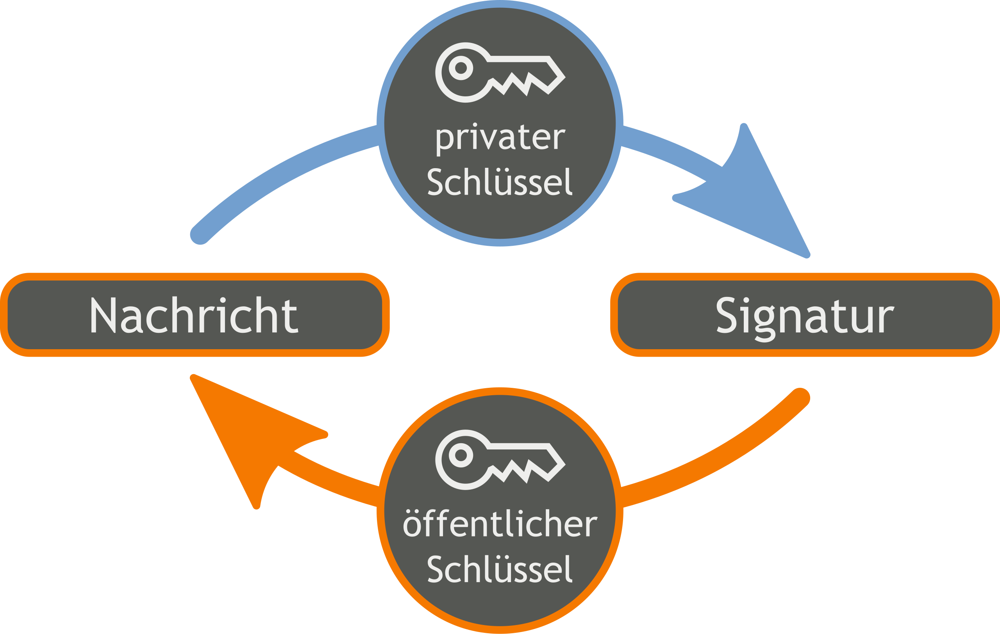 privater
Schlüssel
Nachricht
Signatur
öffentlicher
Schlüssel